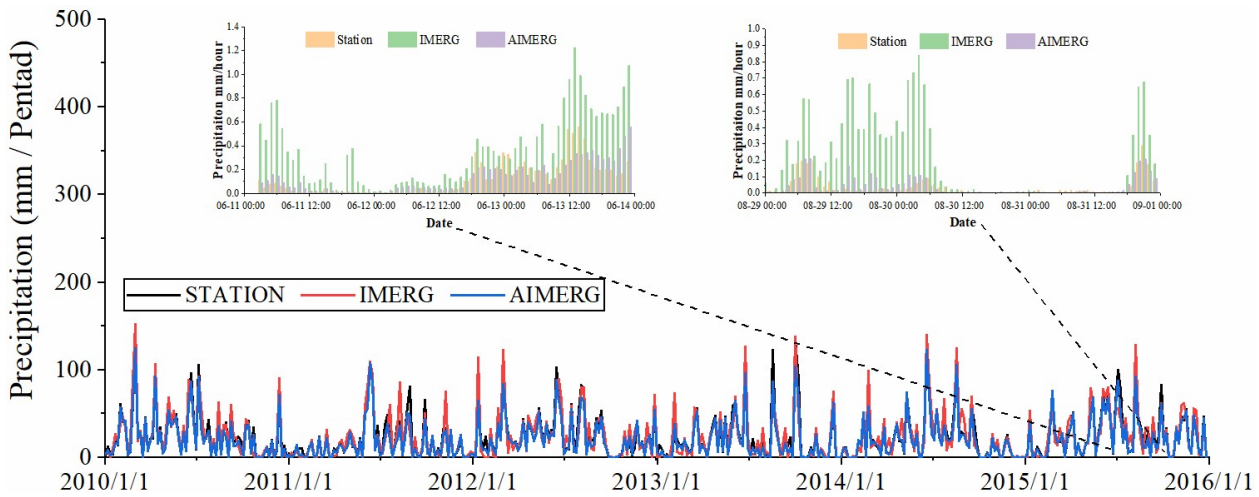 500
400
300
200
100
0
Precipitation (mm / Pentad)
Station IMERG AIMERG
1.4
1.2
1.0
0.8
0.6
0.4
0.2
0.0
Precipitaiton mm/hour
06-11 00:00 06-11 12:00 06-12 00:00 06-12 12:00 06-13 00:00 06-13 12:00 06-14 00:00
Date
Station IMERG AIMERG
1.0
0.9
0.8
0.7
0.6
0.5
0.4
0.3
0.2
0.1
0.0
Precipitaiton mm/hour
08-29 00:00 08-29 12:00 08-30 00:00 08-30 12:00 08-31 00:00 08-31 12:00 09-01 00:00
Date
STATION IMERG AIMERG
2010/1/1 2011/1/1 2012/1/1 2013/1/1 2014/1/1 2015/1/1 2016/1/1